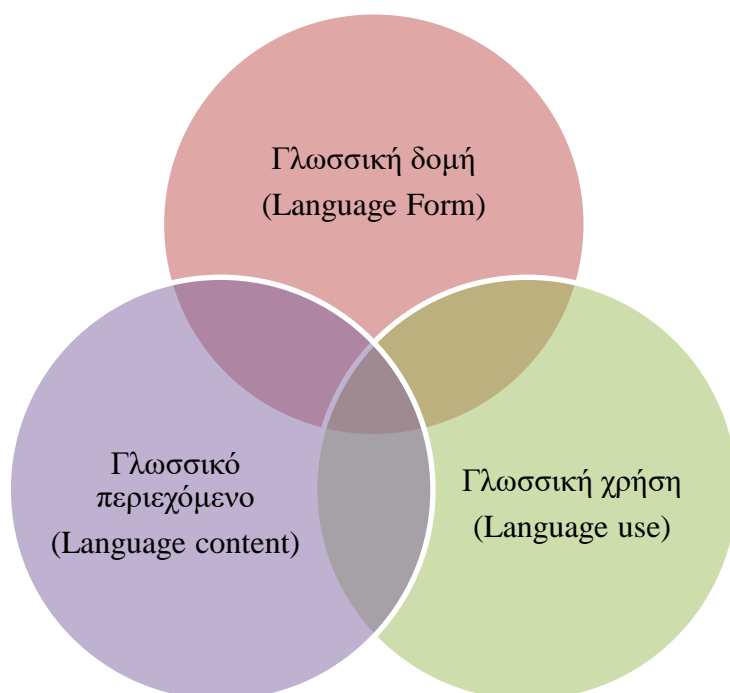 Γλωσσική δομή
(Language Form)
Γλωσσικό
περιεχόμενο
(Language content)
Γλωσσική χρήση
(Language use)